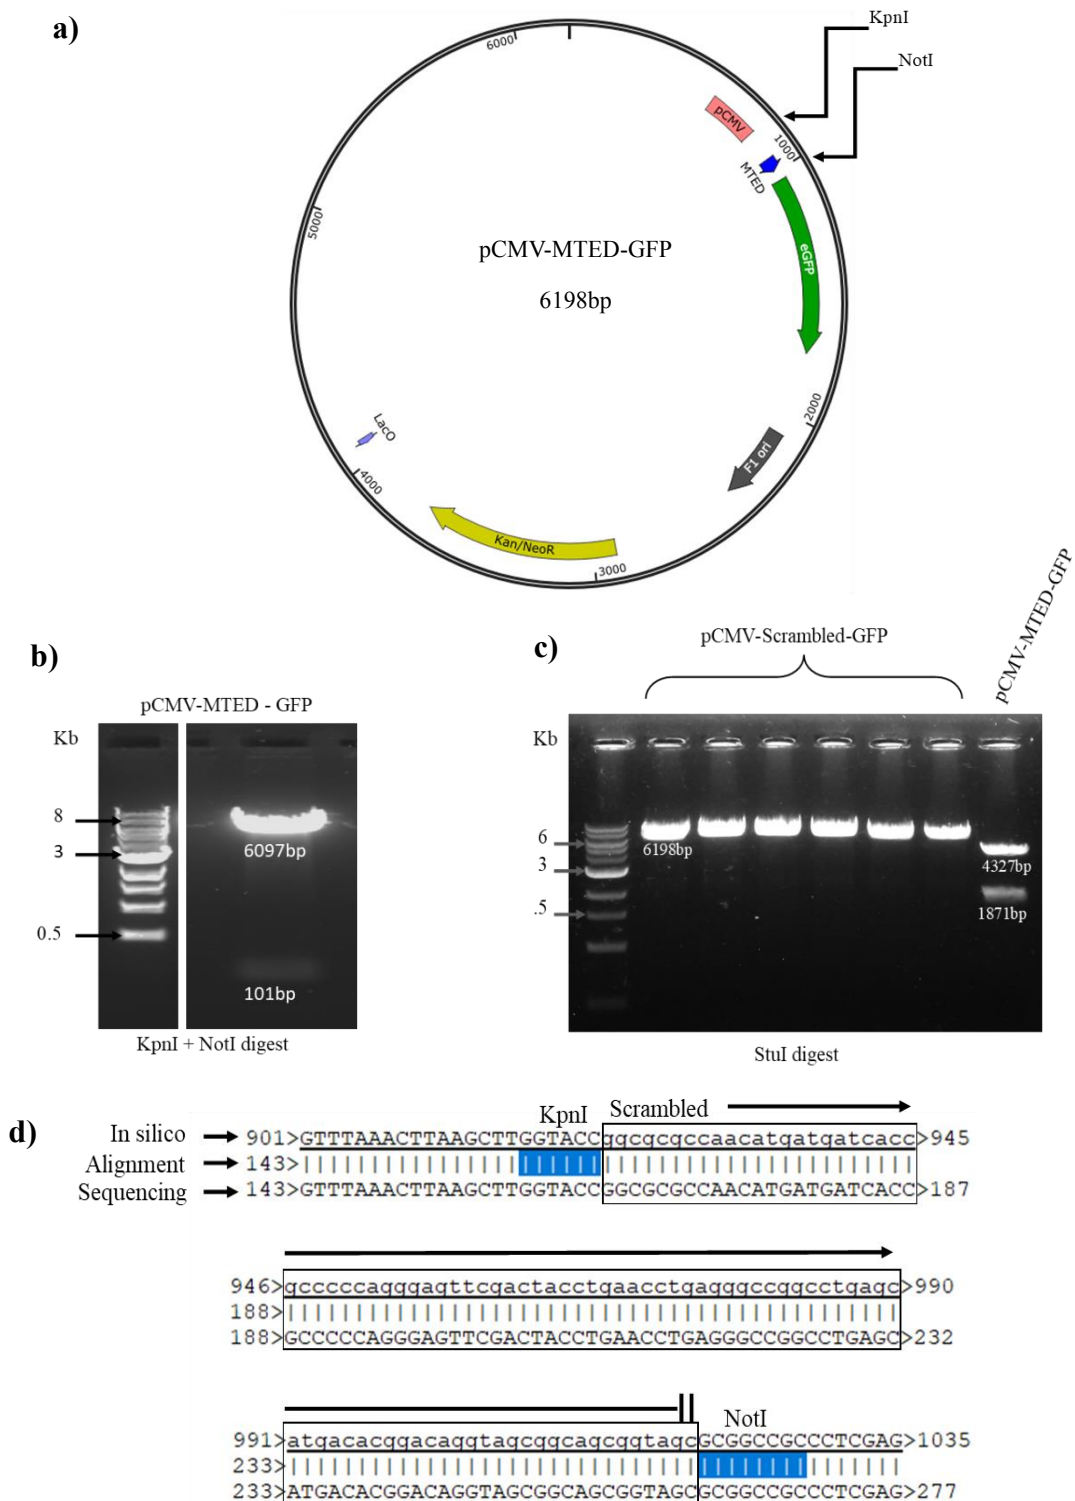 a)
KpnI
NotI
6000
pCMV
1000
MTED
5000
eGFP
pCMV-MTED-GFP
6198bp
2000
LacO
F1 ori
4000
Kan/NeoR
3000
b)
pCMV-MTED - GFP
Kb
8
3
0.5
6097bp
101bp
KpnI + NotI digest
c)
pCMV-Scrambled-GFP
pCMV-MTED-GFP
Kb
6
3
.5
6198bp
4327bp
1871bp
StuI digest
d)
KpnI Scrambled
In silico 901>GTTTAAACTTAAGCTTGGTACCggcgcgccaacatgatgatcacc>945
Alignment 143>|||||||||||||||||||||||||||||||||||||||||||||
Sequencing 143>GTTTAAACTTAAGCTTGGTACCGGCGCGCCAACATGATGATCACC>187
946>gcccccagggagttcgactacctgaacctgagggccggcctgagc>990
188>|||||||||||||||||||||||||||||||||||||||||||||
188>GCCCCCAGGGAGTTCGACTACCTGAACCTGAGGGCCGGCCTGAGC>232
NotI
991>atgacacggacaggtagcggcagcggtagcGCGGCCGCCCTCGAG>1035
233>|||||||||||||||||||||||||||||||||||||||||||||
233>ATGACACGGACAGGTAGCGGCAGCGGTAGCGCGGCCGCCCTCGAG>277